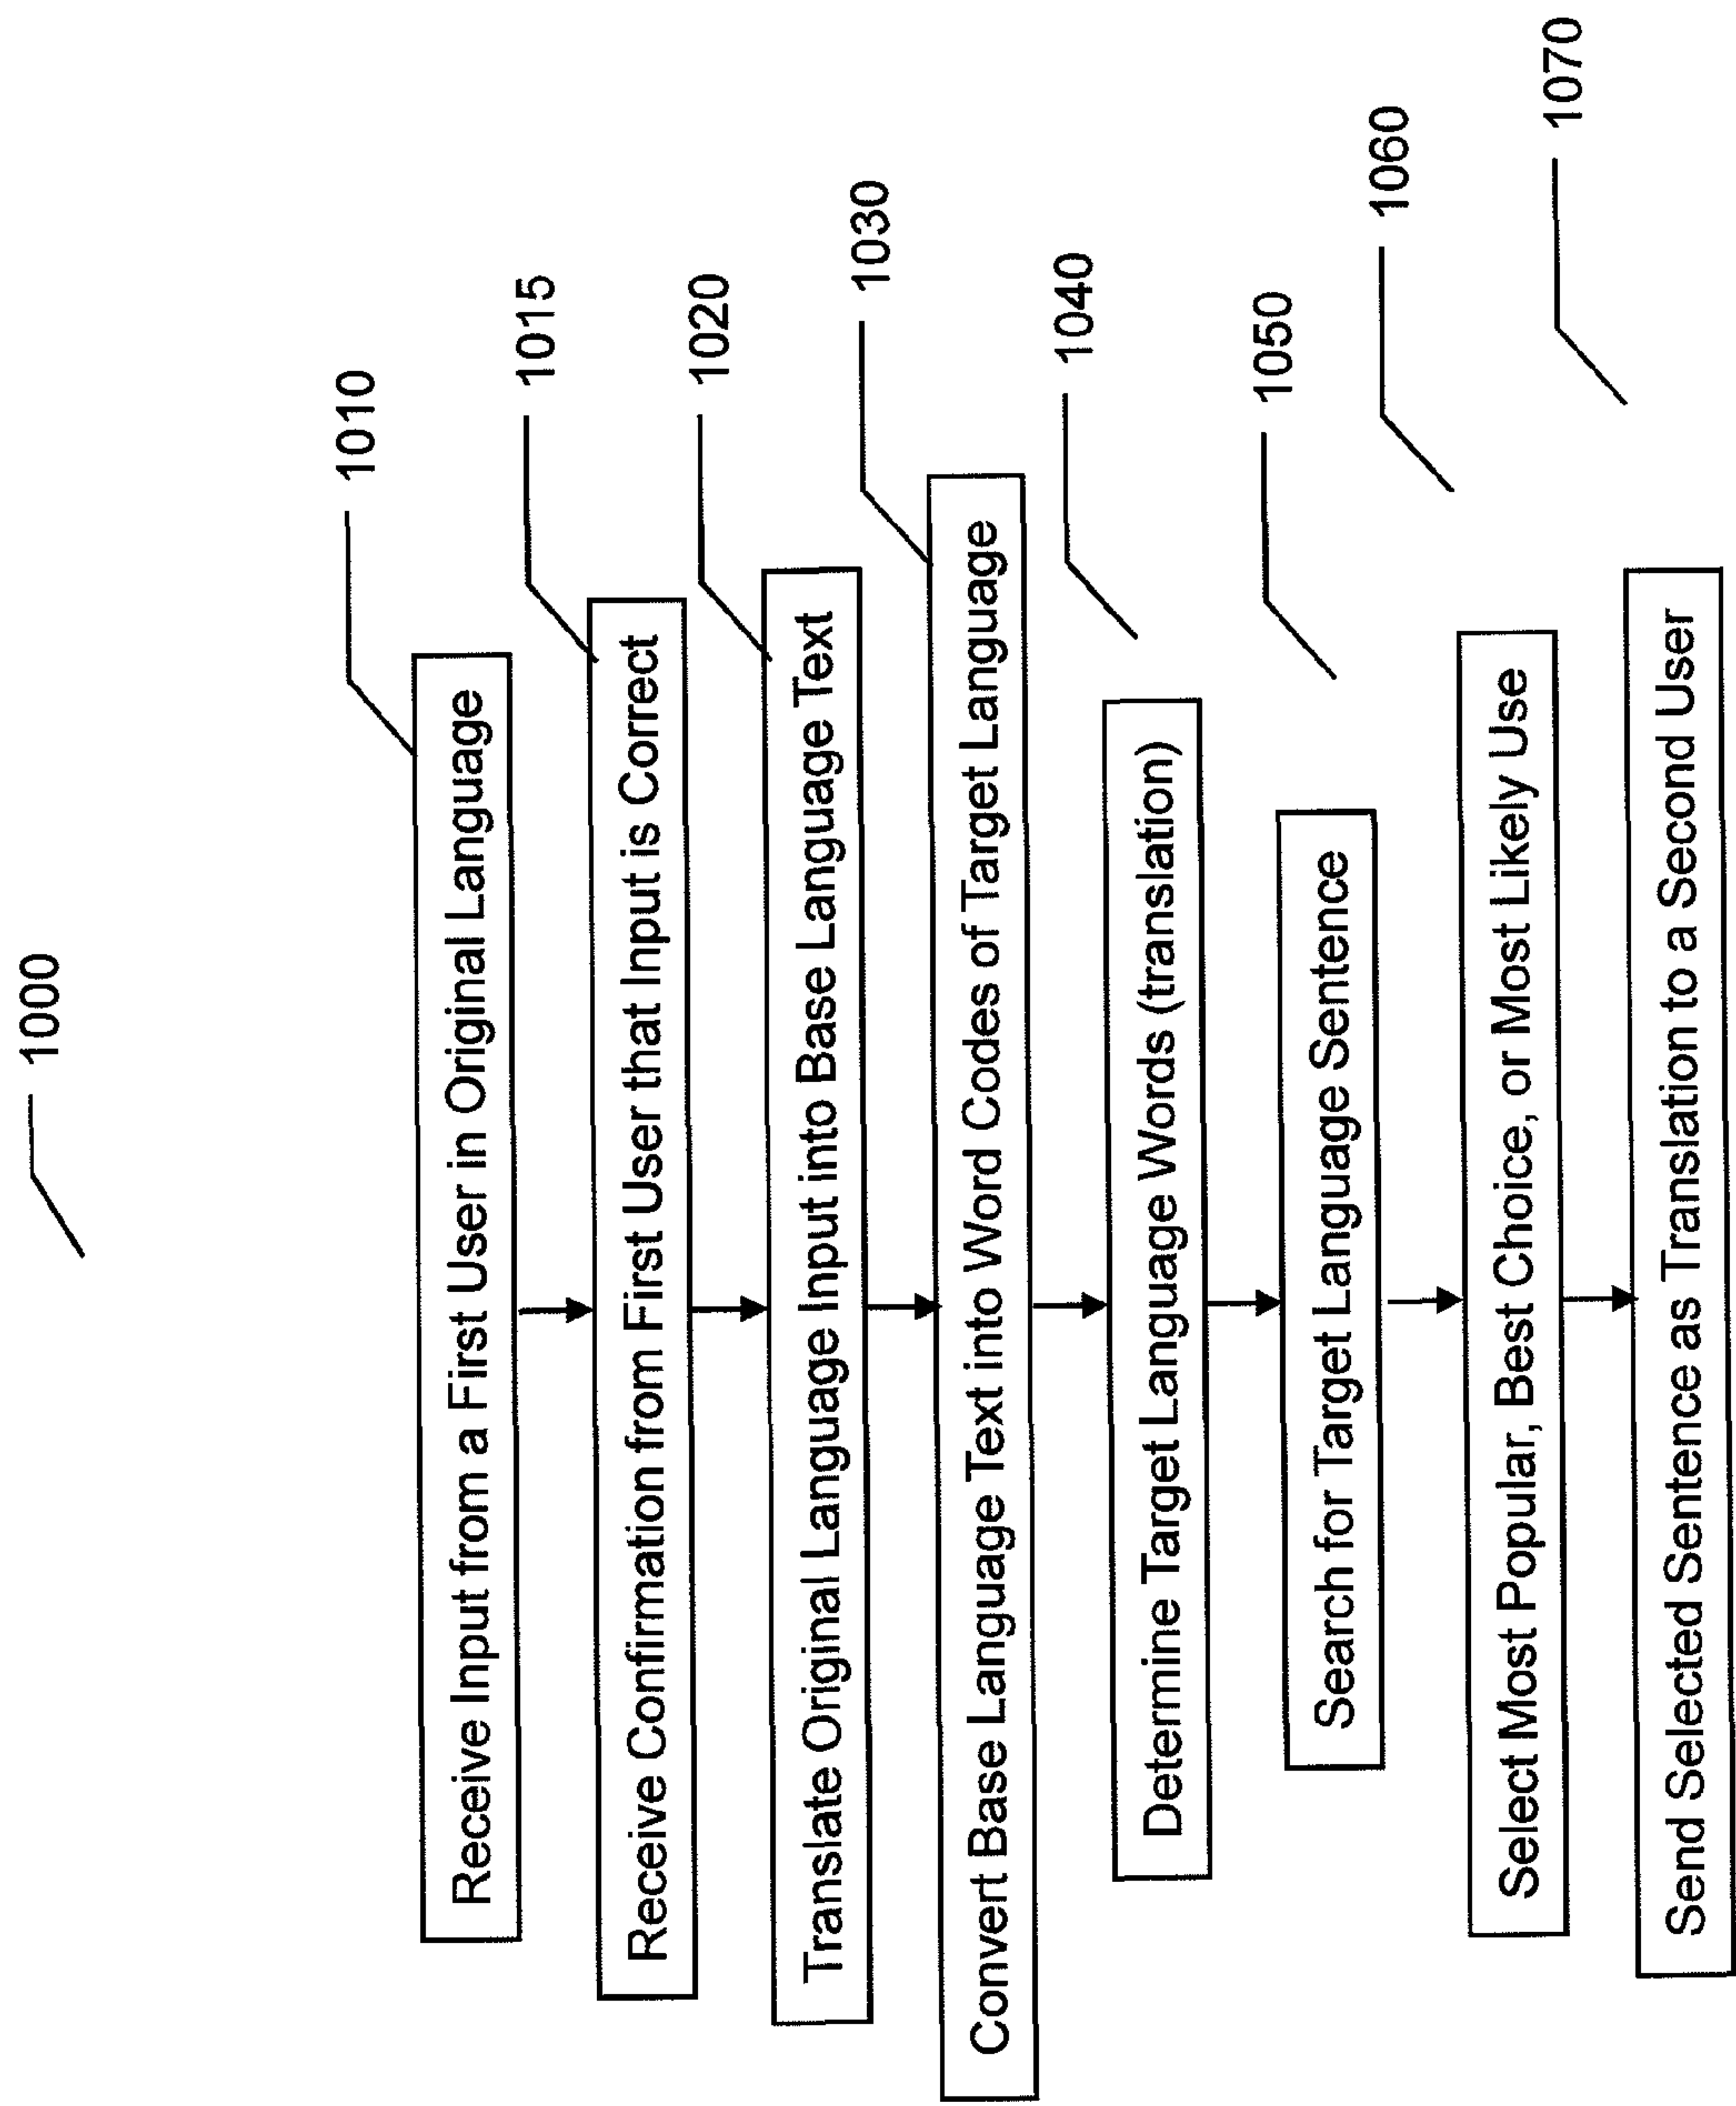 1000
1010
Receive Input from a First User in Original Language
1015
Receive Confirmation from First User that Input is Correct
1020
Translate Original Language Input into Base Language Text
1030
Convert Base Language Text into Word Codes of Target Language
1040
Determine Target Language Words (translation)
1050
Search for Target Language Sentence
1060
Select Most Popular, Best Choice, or Most Likely Use
1070
Send Selected Sentence as Translation to a Second User